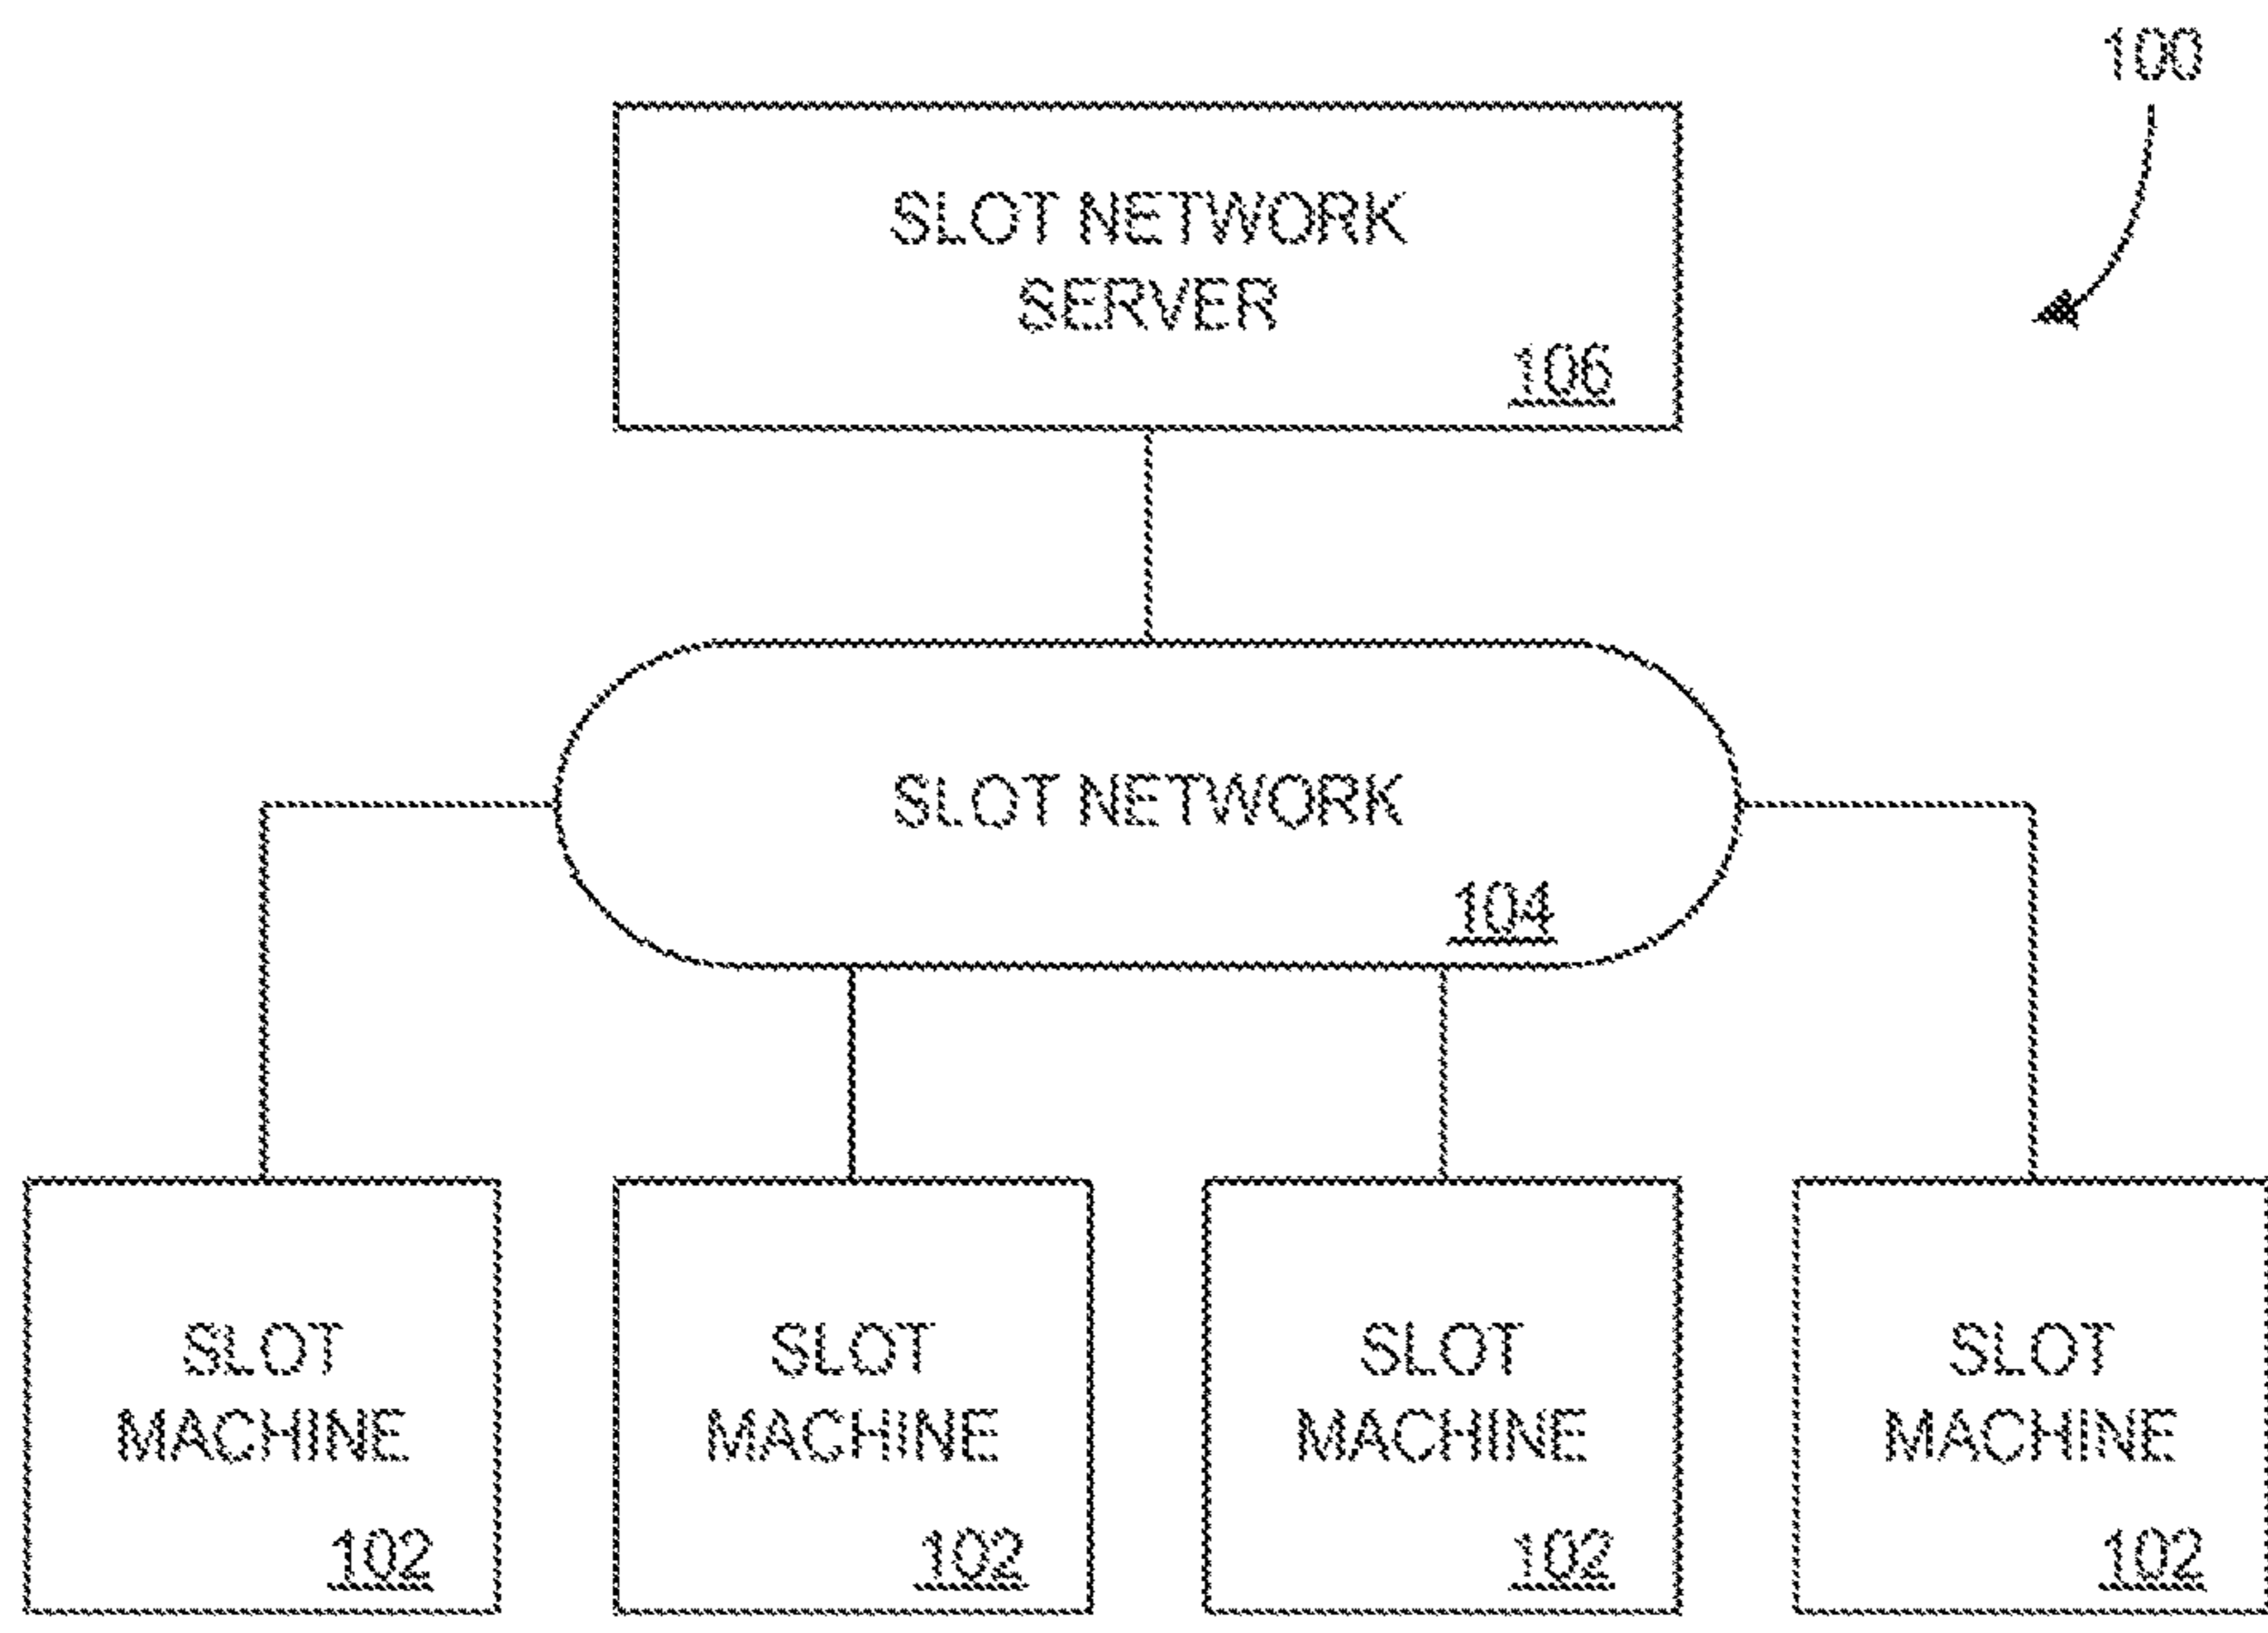 100
SLOT NETWORK
SERVER
106
SLOT NETWORK
104
SLOT
MACHINE
102
SLOT
MACHINE
102
SLOT
MACHINE
102
SLOT
MACHINE
102